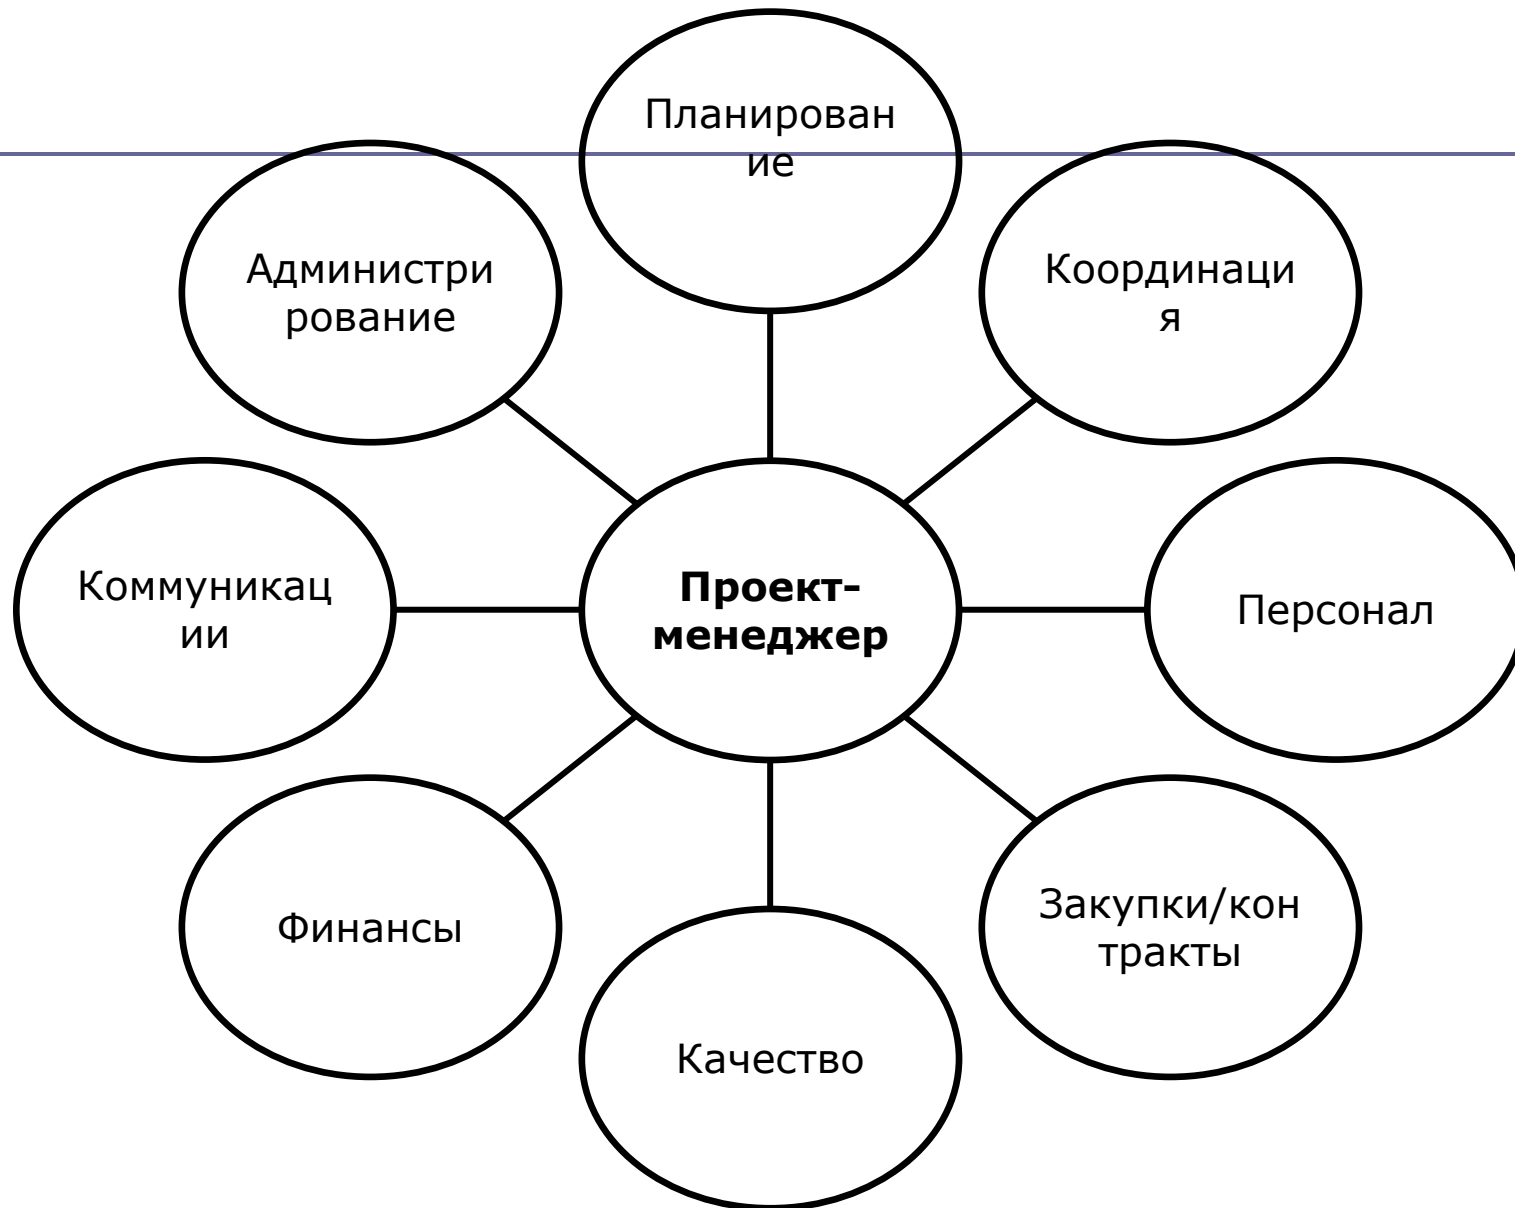 Планирован
ие
Администри
рование
Координаци
я
Коммуникац
ии
Проект-
менеджер
Персонал
Финансы
Закупки/кон
тракты
Качество